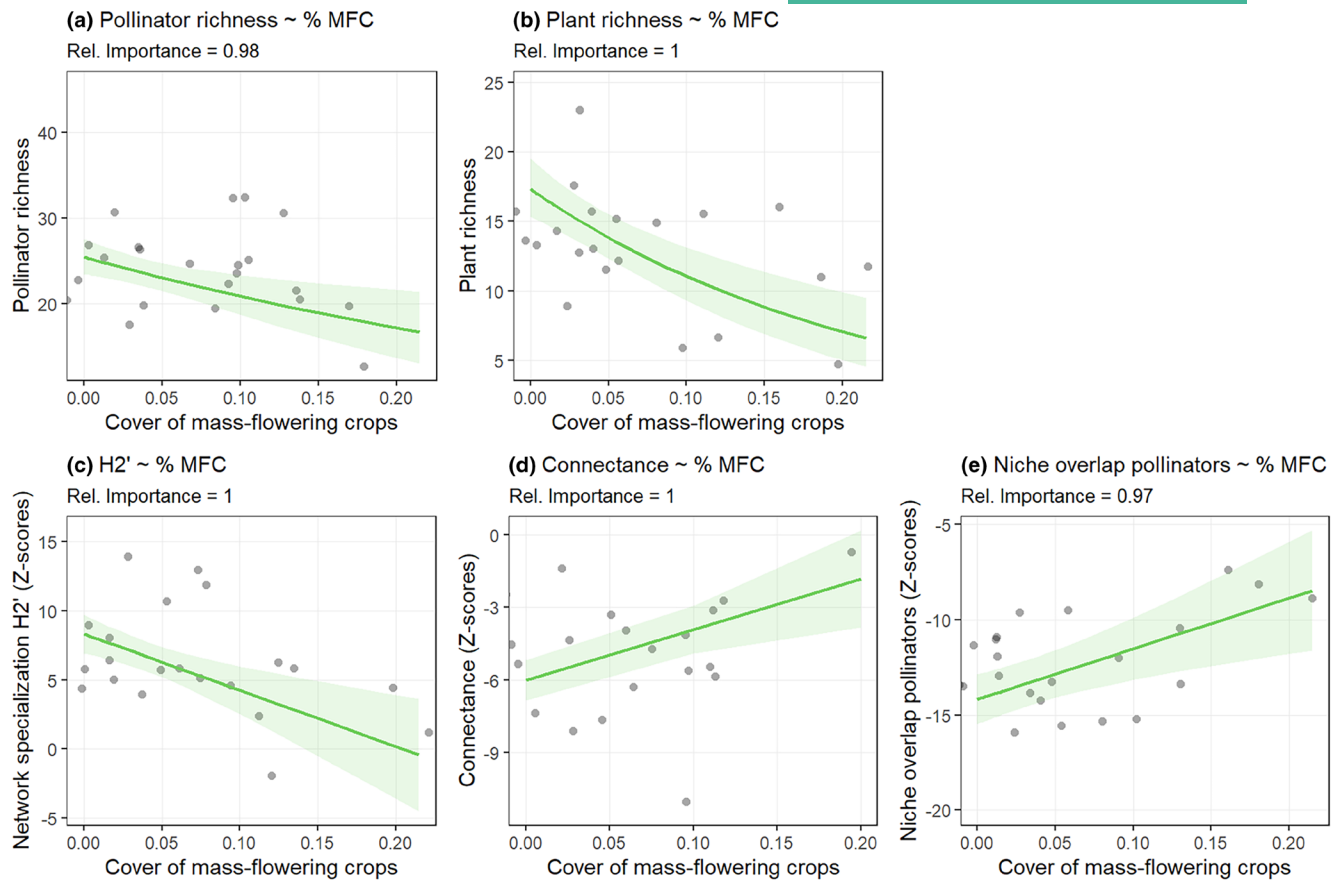 (a) Pollinator richness ~ % MFC
Rel. Importance = 0.98
Pollinator richness
40
30
20
0.00 0.05 0.10 0.15 0.20
Cover of mass-flowering crops
(b) Plant richness ~ % MFC
Rel. Importance = 1
Plant richness
25
20
15
10
5
0.00 0.05 0.10 0.15 0.20
Cover of mass-flowering crops
(c) H2' ~ % MFC
Rel. Importance = 1
Network specialization H2' (Z-scores)
15
10
5
0
-5
0.00 0.05 0.10 0.15 0.20
Cover of mass-flowering crops
(d) Connectance ~ % MFC
Rel. Importance = 1
Connectance (Z-scores)
0
-3
-6
-9
0.00 0.05 0.10 0.15 0.20
Cover of mass-flowering crops
(e) Niche overlap pollinators ~ % MFC
Rel. Importance = 0.97
Niche overlap pollinators (Z-scores)
-5
-10
-15
-20
0.00 0.05 0.10 0.15 0.20
Cover of mass-flowering crops